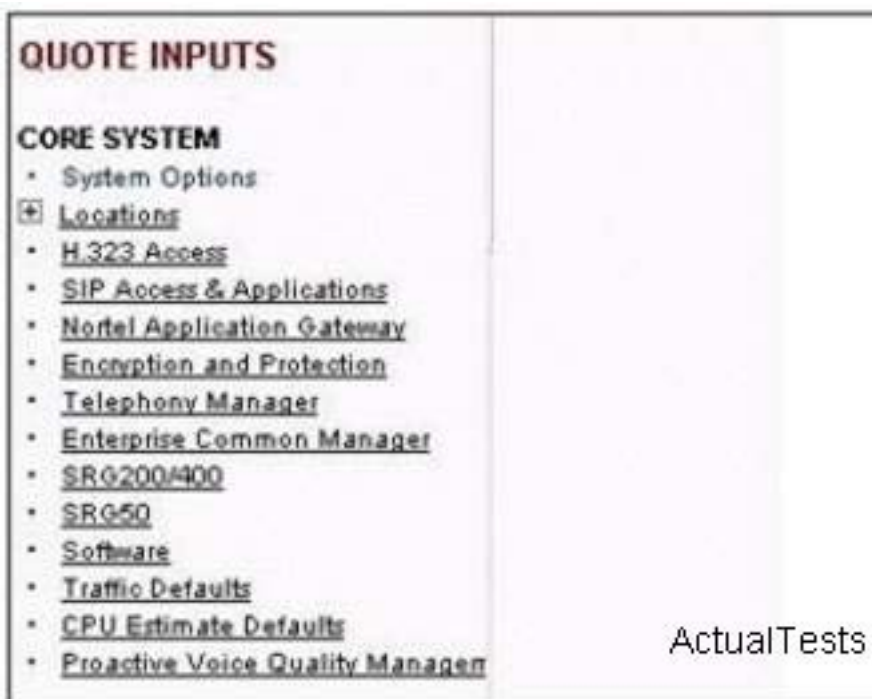 QUOTE INPUTS
CORE SYSTEM
System Options
Locations
H.323 Access
SIP Access & Applications
Nortel Application Gateway
Encryption and Protection
Telephony Manager
Enterprise Common Manager
SRG200/400
SRG50
Software
Traffic Defaults
CPU Estimate Defaults
Proactive Voice Quality Managem
ActualTests